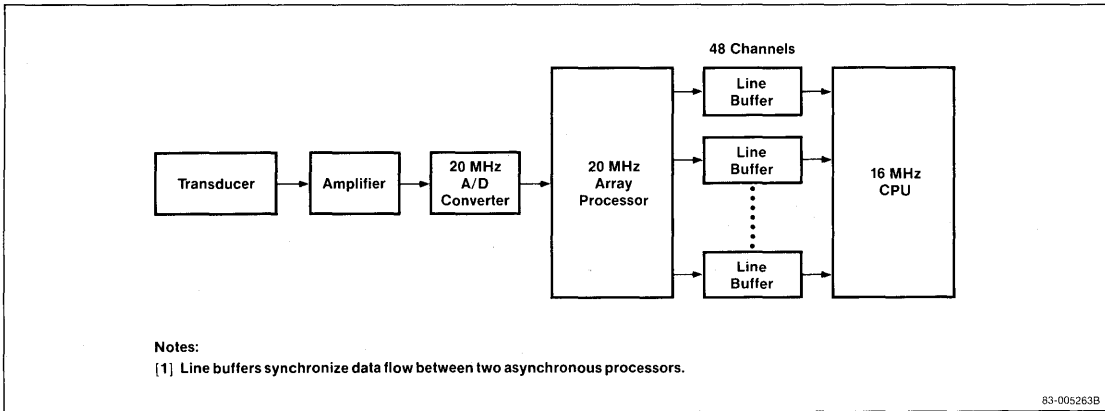 48 Channels
Transducer
Amplifier
20 MHz
A/D
Converter
20 MHz
Array
Processor
Line
Buffer
Line
Buffer
Line
Buffer
16 MHz
CPU
Notes:
[1] Line buffers synchronize data flow between two asynchronous processors.
83-005263B